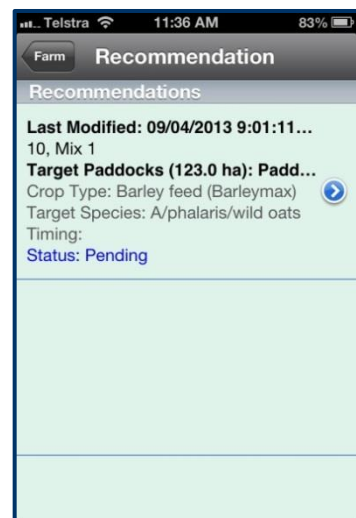 Telstra 11:36 AM 83%
Farm Recommendation
Recommendations
Last Modified: 09/04/2013 9:01:11...
10, Mix 1
Target Paddocks (123.0 ha): Padd...
Crop Type: Barley feed (Barleymax)
Target Species: A/phalaris/wild oats
Timing:
Status: Pending